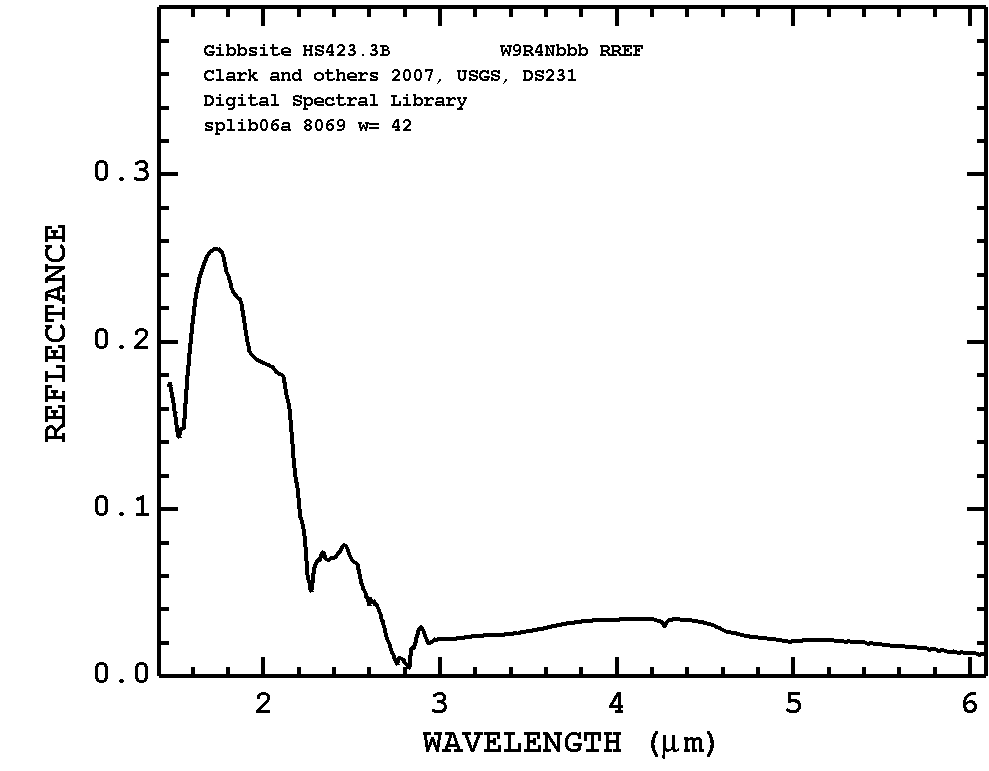 Gibbsite HS423.3B W9R4Nbbb RREF
Clark and others 2007, USGS, DS231
Digital Spectral Library
splib06a 8069 w= 42
0.3
0.2
0.1
0.0
REFLECTANCE
2 3 4 5 6
WAVELENGTH (μm)